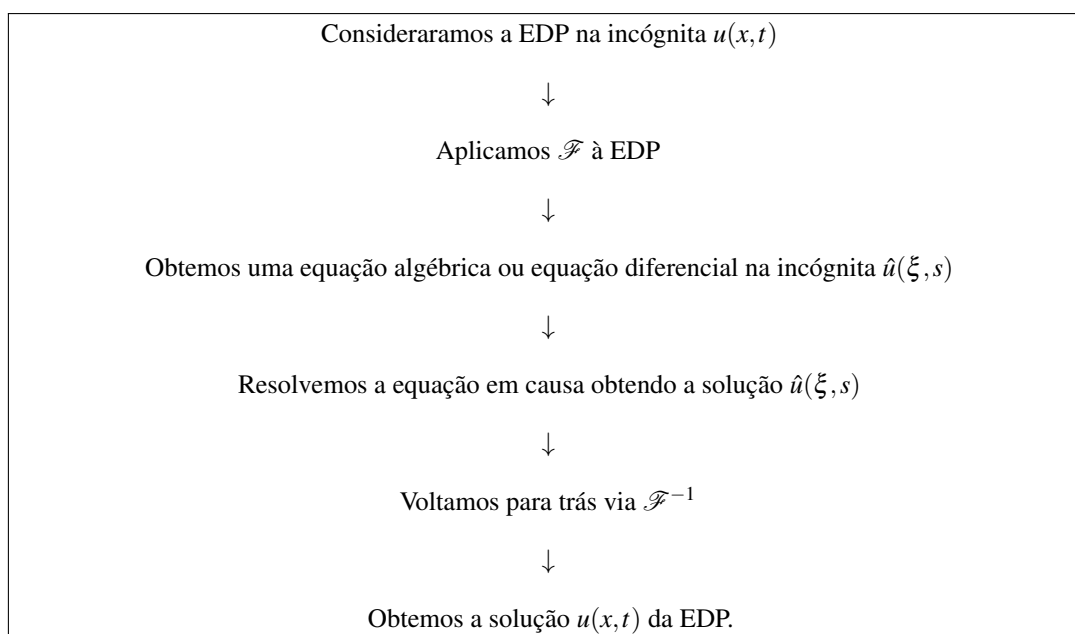 Consideraramos a EDP na incógnita u(x,t)
↓
Aplicamos ℱ à EDP
↓
Obtemos uma equação algébrica ou equação diferencial na incógnita û(ξ,s)
↓
Resolvemos a equação em causa obtendo a solução û(ξ,s)
↓
Voltamos para trás via ℱ⁻¹
↓
Obtemos a solução u(x,t) da EDP.